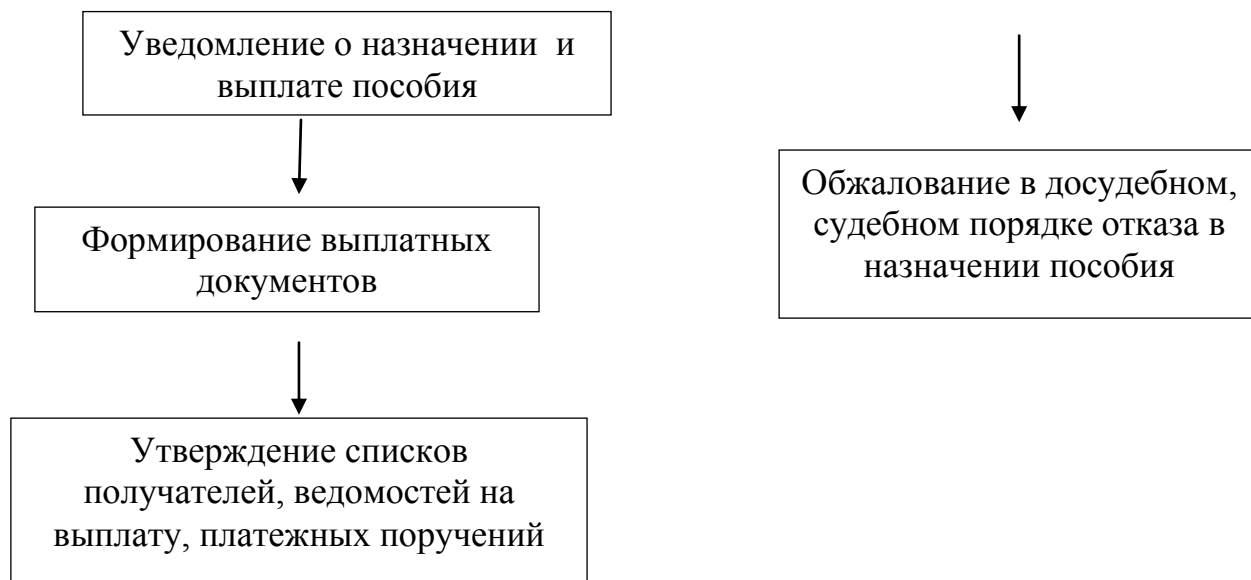 Уведомление о назначении  и
выплате пособия
Формирование выплатных
документов
Утверждение списков
получателей, ведомостей на
выплату, платежных поручений
Обжалование в досудебном,
судебном порядке отказа в
назначении пособия